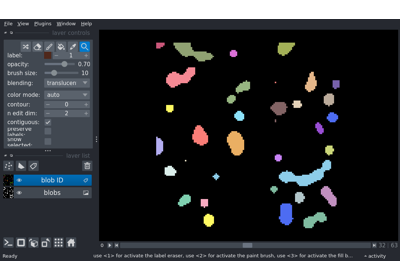 File View Plugins Window Help
layer controls
label: 1
opacity: 0.70
brush size: 10
blending: translucen
color mode: auto
contour: 0
n edit dim: 2
contiguous:
preserve labels:
show selected:
layer list
blob ID
blobs
Ready
use <1> for activate the label eraser, use <2> for activate the paint brush, use <3> for activate the fill b...
activity